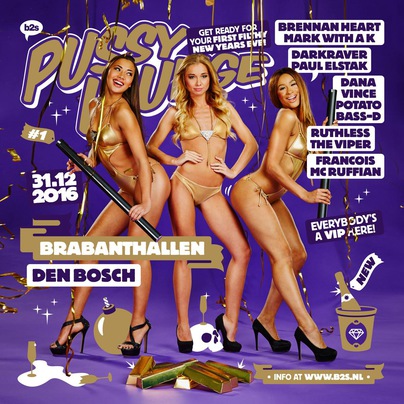 b2s
GET READY FOR
YOUR FIRST FILTHY
NEW YEARS EVE!
PUSSY
LOUNGE
BRENNAN HEART
MARK WITH A K
DARKRAVER
PAUL ELSTAK
DANA
VINCE
POTATO
BASS-D
RUTHLESS
THE VIPER
FRANCOIS
MC RUFFIAN
#1
31.12
2016
EVERYBODY'S
A VIP HERE!
BRABANTHALLEN
DEN BOSCH
NEW
INFO AT WWW.B2S.NL